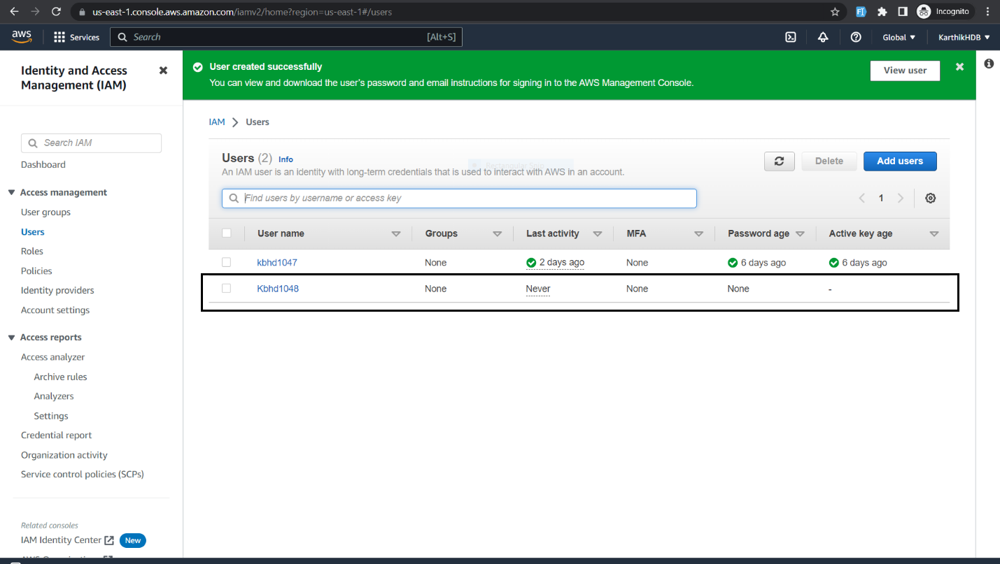 us-east-1.console.aws.amazon.com/iamv2/home?region=us-east-1#/users
Incognito
aws
Services
Search
[Alt+S]
Global
KarthikHDB
Identity and Access
Management (IAM)
Search IAM
Dashboard
Access management
User groups
Users
Roles
Policies
Identity providers
Account settings
Access reports
Access analyzer
Archive rules
Analyzers
Settings
Credential report
Organization activity
Service control policies (SCPs)
Related consoles
IAM Identity Center New
User created successfully
You can view and download the user's password and email instructions for signing in to the AWS Management Console.
View user
IAM > Users
Users (2) Info
Rectangular Snip
An IAM user is an identity with long-term credentials that is used to interact with AWS in an account.
Delete
Add users
Find users by username or access key
1
User name Groups Last activity MFA Password age Active key age
kbhd1047 None 2 days ago None 6 days ago 6 days ago
Kbhd1048 None Never None None -